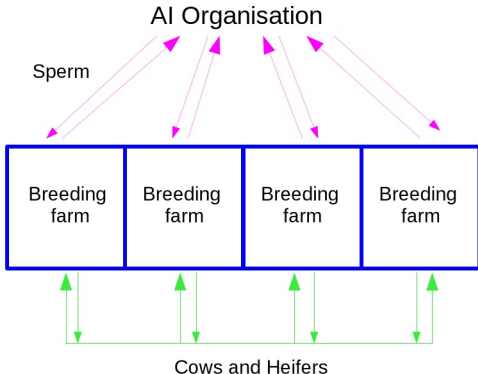 AI Organisation
Sperm
Breeding Breeding Breeding Breeding
farm farm farm farm
Cows and Heifers